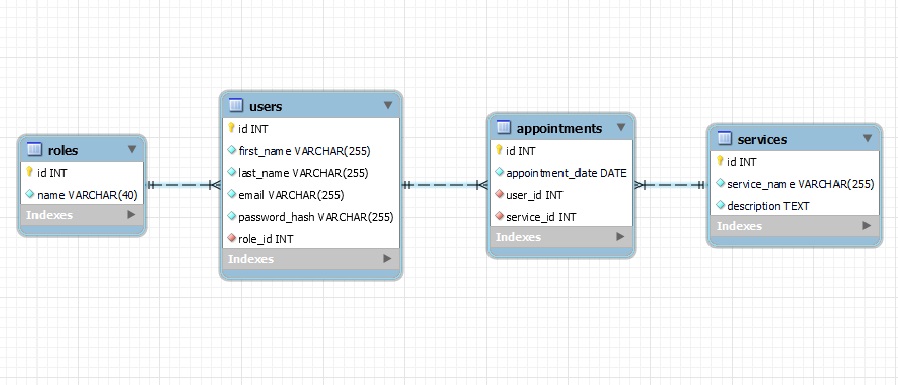 roles
id INT
name VARCHAR(40)
Indexes
users
id INT
first_name VARCHAR(255)
last_name VARCHAR(255)
email VARCHAR(255)
password_hash VARCHAR(255)
role_id INT
Indexes
appointments
id INT
appointment_date DATE
user_id INT
service_id INT
Indexes
services
id INT
service_name VARCHAR(255)
description TEXT
Indexes